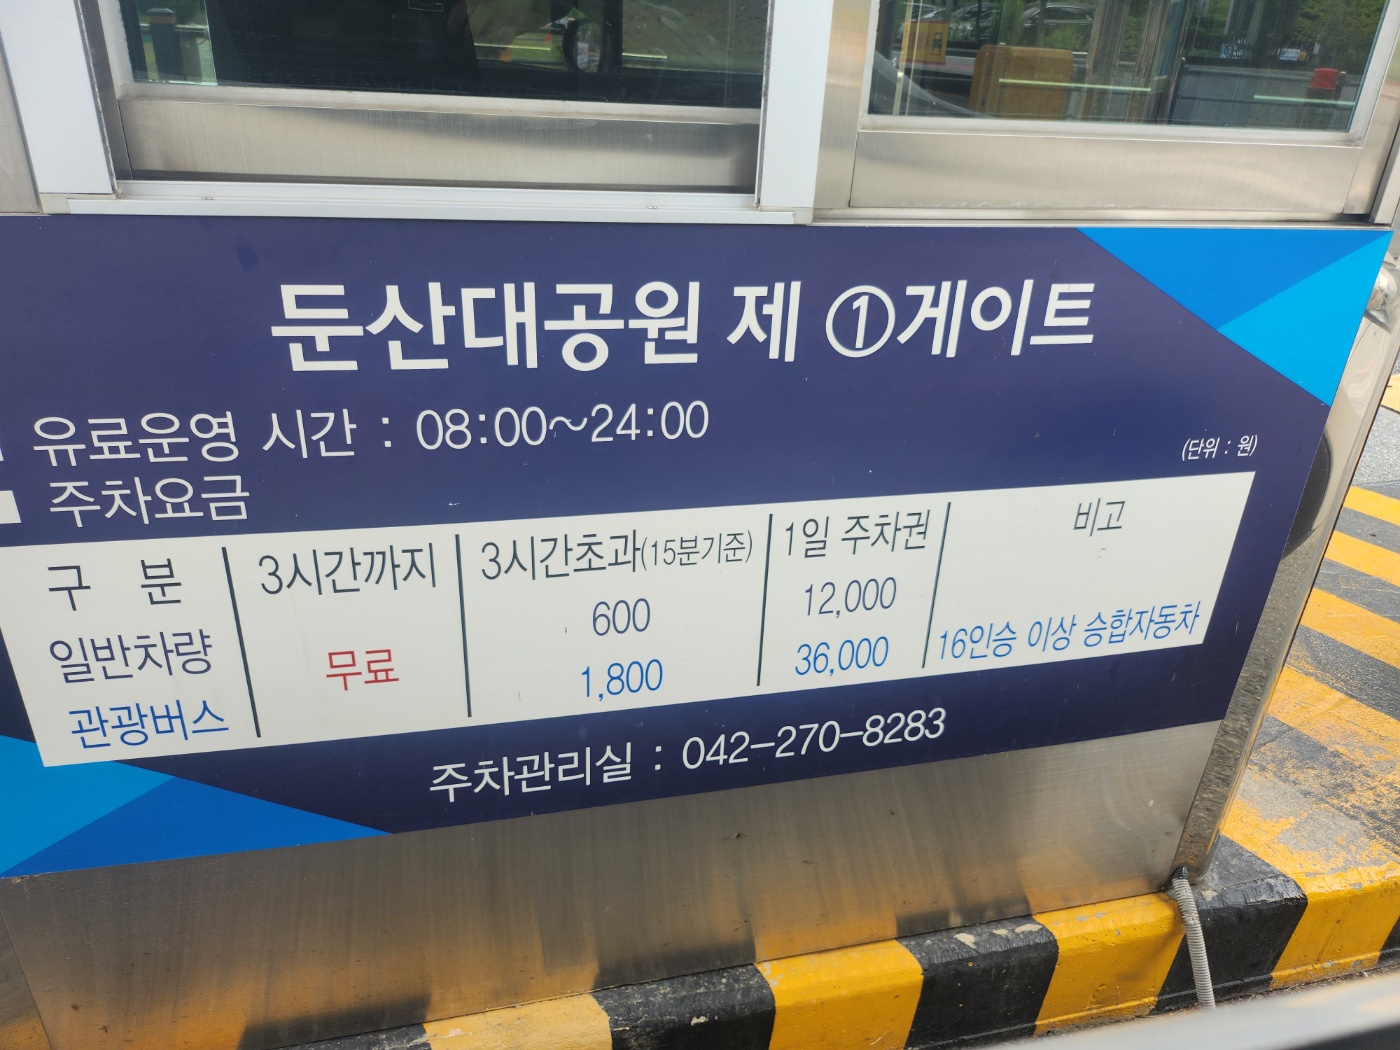 둔산대공원 제 ①게이트
유료운영 시간 : 08:00~24:00
주차요금
(단위 : 원)
구 분 3시간까지 3시간초과(15분기준) 1일 주차권 비고
일반차량 무료 600 12,000
관광버스 1,800 36,000 16인승 이상 승합자동차
주차관리실 : 042-270-8283